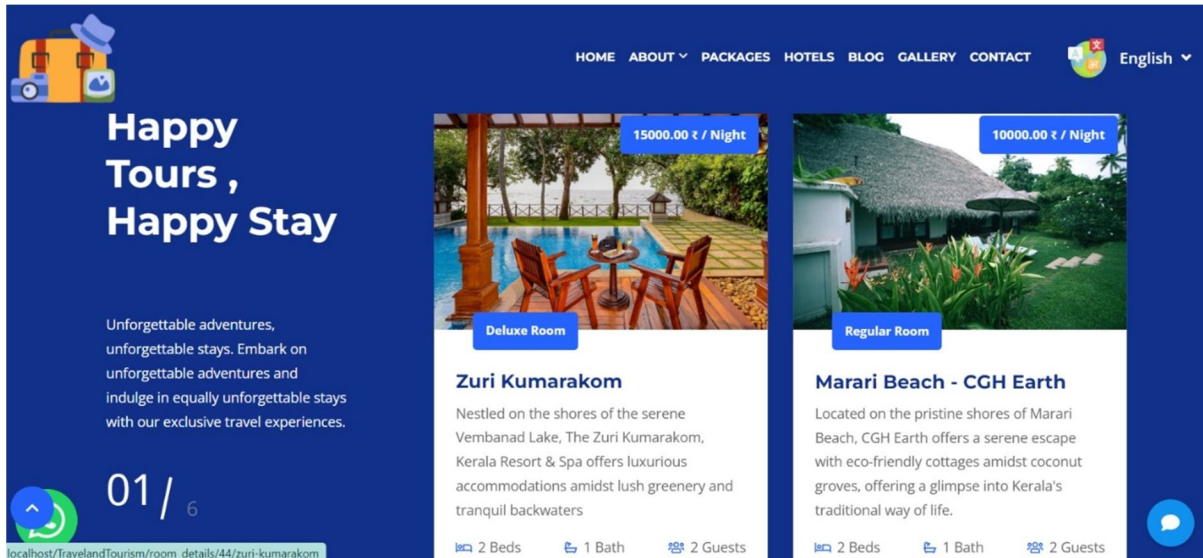 HOME ABOUT PACKAGES HOTELS BLOG GALLERY CONTACT
A 文 अ
English
Happy
Tours ,
Happy Stay
Unforgettable adventures,
unforgettable stays. Embark on
unforgettable adventures and
indulge in equally unforgettable stays
with our exclusive travel experiences.
01 / 6
15000.00 ₹ / Night
Deluxe Room
Zuri Kumarakom
Nestled on the shores of the serene
Vembanad Lake, The Zuri Kumarakom,
Kerala Resort & Spa offers luxurious
accommodations amidst lush greenery and
tranquil backwaters
2 Beds 1 Bath 2 Guests
10000.00 ₹ / Night
Regular Room
Marari Beach - CGH Earth
Located on the pristine shores of Marari
Beach, CGH Earth offers a serene escape
with eco-friendly cottages amidst coconut
groves, offering a glimpse into Kerala's
traditional way of life.
2 Beds 1 Bath 2 Guests
localhost/TravelandTourism/room_details/44/zuri-kumarakom